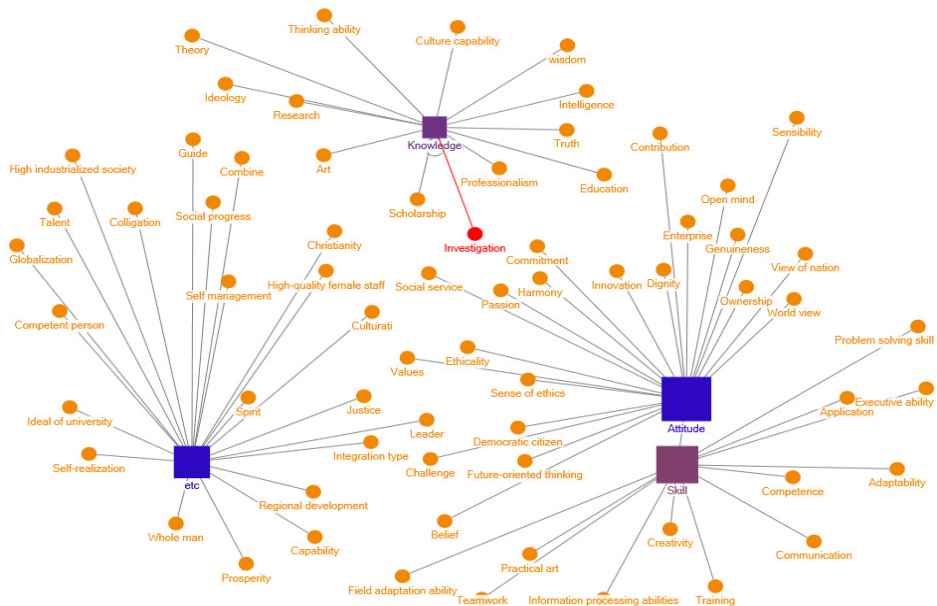 Thinking ability
Culture capability
Theory
wisdom
Ideology
Research
Intelligence
Sensibility
Knowledge
Truth
Contribution
Guide
High industrialized society
Combine
Art
Professionalism
Education
Open mind
Scholarship
Talent
Colligation
Social progress
Enterprise
Christianity
Investigation
Genuineness
Globalization
Commitment
View of nation
Self management
High-quality female staff
Social service
Harmony
Innovation
Dignity
Passion
Ownership
World view
Competent person
Culturati
Problem solving skill
Ethicality
Values
Sense of ethics
Executive ability
Ideal of university
Spirit
Justice
Application
Attitude
Leader
Democratic citizen
Integration type
Self-realization
Challenge
Future-oriented thinking
Adaptability
etc
Skill
Competence
Regional development
Belief
Whole man
Capability
Creativity
Communication
Practical art
Prosperity
Field adaptation ability
Teamwork
Information processing abilities
Training